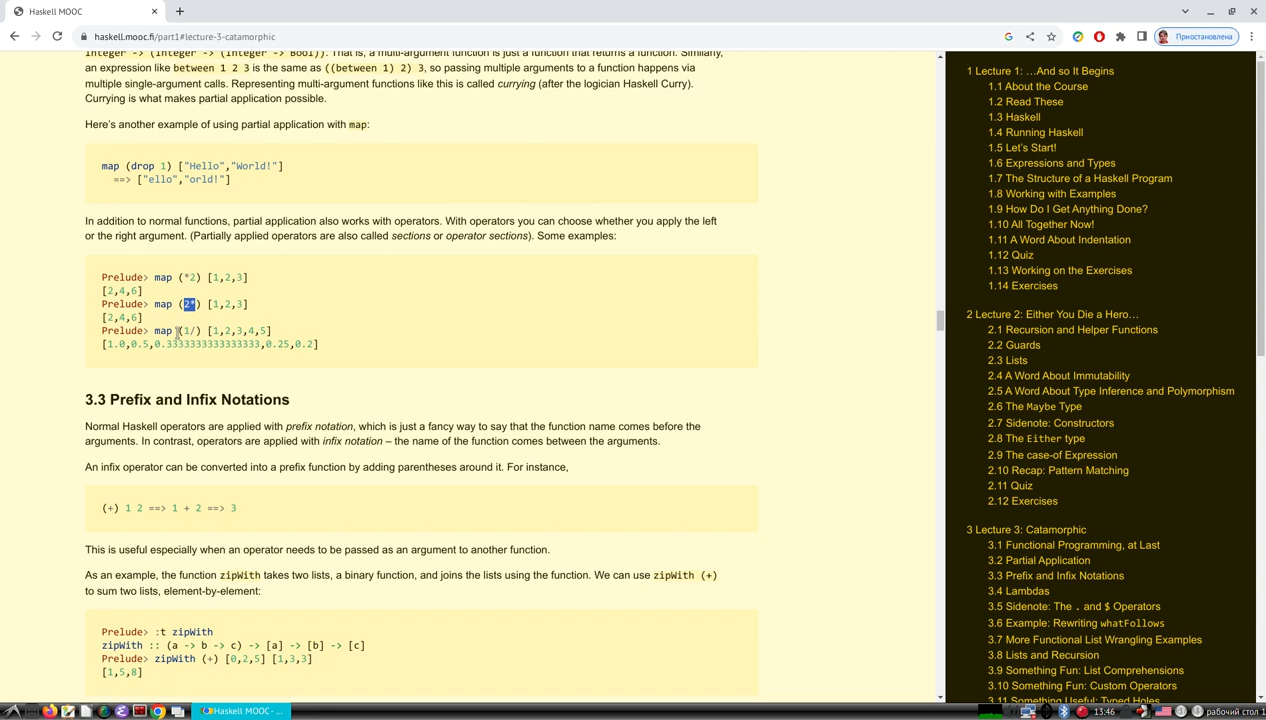 Haskell MOOC
haskell.mooc.fi/part1#lecture-3-catamorphic
Приостановлена
Integer -> (Integer -> (Integer -> Bool)). That is, a multi-argument function is just a function that returns a function. Similarly,
an expression like between 1 2 3 is the same as ((between 1) 2) 3, so passing multiple arguments to a function happens via
multiple single-argument calls. Representing multi-argument functions like this is called currying (after the logician Haskell Curry).
Currying is what makes partial application possible.
Here’s another example of using partial application with map:
map (drop 1) ["Hello","World!"]
==> ["ello","orld!"]
In addition to normal functions, partial application also works with operators. With operators you can choose whether you apply the left
or the right argument. (Partially applied operators are also called sections or operator sections). Some examples:
Prelude> map (*2) [1,2,3]
[2,4,6]
Prelude> map (2*) [1,2,3]
[2,4,6]
Prelude> map (1/) [1,2,3,4,5]
[1.0,0.5,0.3333333333333333,0.25,0.2]
3.3 Prefix and Infix Notations
Normal Haskell operators are applied with prefix notation, which is just a fancy way to say that the function name comes before the
arguments. In contrast, operators are applied with infix notation – the name of the function comes between the arguments.
An infix operator can be converted into a prefix function by adding parentheses around it. For instance,
(+) 1 2 ==> 1 + 2 ==> 3
This is useful especially when an operator needs to be passed as an argument to another function.
As an example, the function zipWith takes two lists, a binary function, and joins the lists using the function. We can use zipWith (+)
to sum two lists, element-by-element:
Prelude> :t zipWith
zipWith :: (a -> b -> c) -> [a] -> [b] -> [c]
Prelude> zipWith (+) [0,2,5] [1,3,3]
[1,5,8]
1 Lecture 1: …And so It Begins
1.1 About the Course
1.2 Read These
1.3 Haskell
1.4 Running Haskell
1.5 Let’s Start!
1.6 Expressions and Types
1.7 The Structure of a Haskell Program
1.8 Working with Examples
1.9 How Do I Get Anything Done?
1.10 All Together Now!
1.11 A Word About Indentation
1.12 Quiz
1.13 Working on the Exercises
1.14 Exercises
2 Lecture 2: Either You Die a Hero…
2.1 Recursion and Helper Functions
2.2 Guards
2.3 Lists
2.4 A Word About Immutability
2.5 A Word About Type Inference and Polymorphism
2.6 The Maybe Type
2.7 Sidenote: Constructors
2.8 The Either type
2.9 The case-of Expression
2.10 Recap: Pattern Matching
2.11 Quiz
2.12 Exercises
3 Lecture 3: Catamorphic
3.1 Functional Programming, at Last
3.2 Partial Application
3.3 Prefix and Infix Notations
3.4 Lambdas
3.5 Sidenote: The . and $ Operators
3.6 Example: Rewriting whatFollows
3.7 More Functional List Wrangling Examples
3.8 Lists and Recursion
3.9 Something Fun: List Comprehensions
3.10 Something Fun: Custom Operators
3.11 Something Useful: Typed Holes
Haskell MOOC-...
13:46
рабочий стол 1